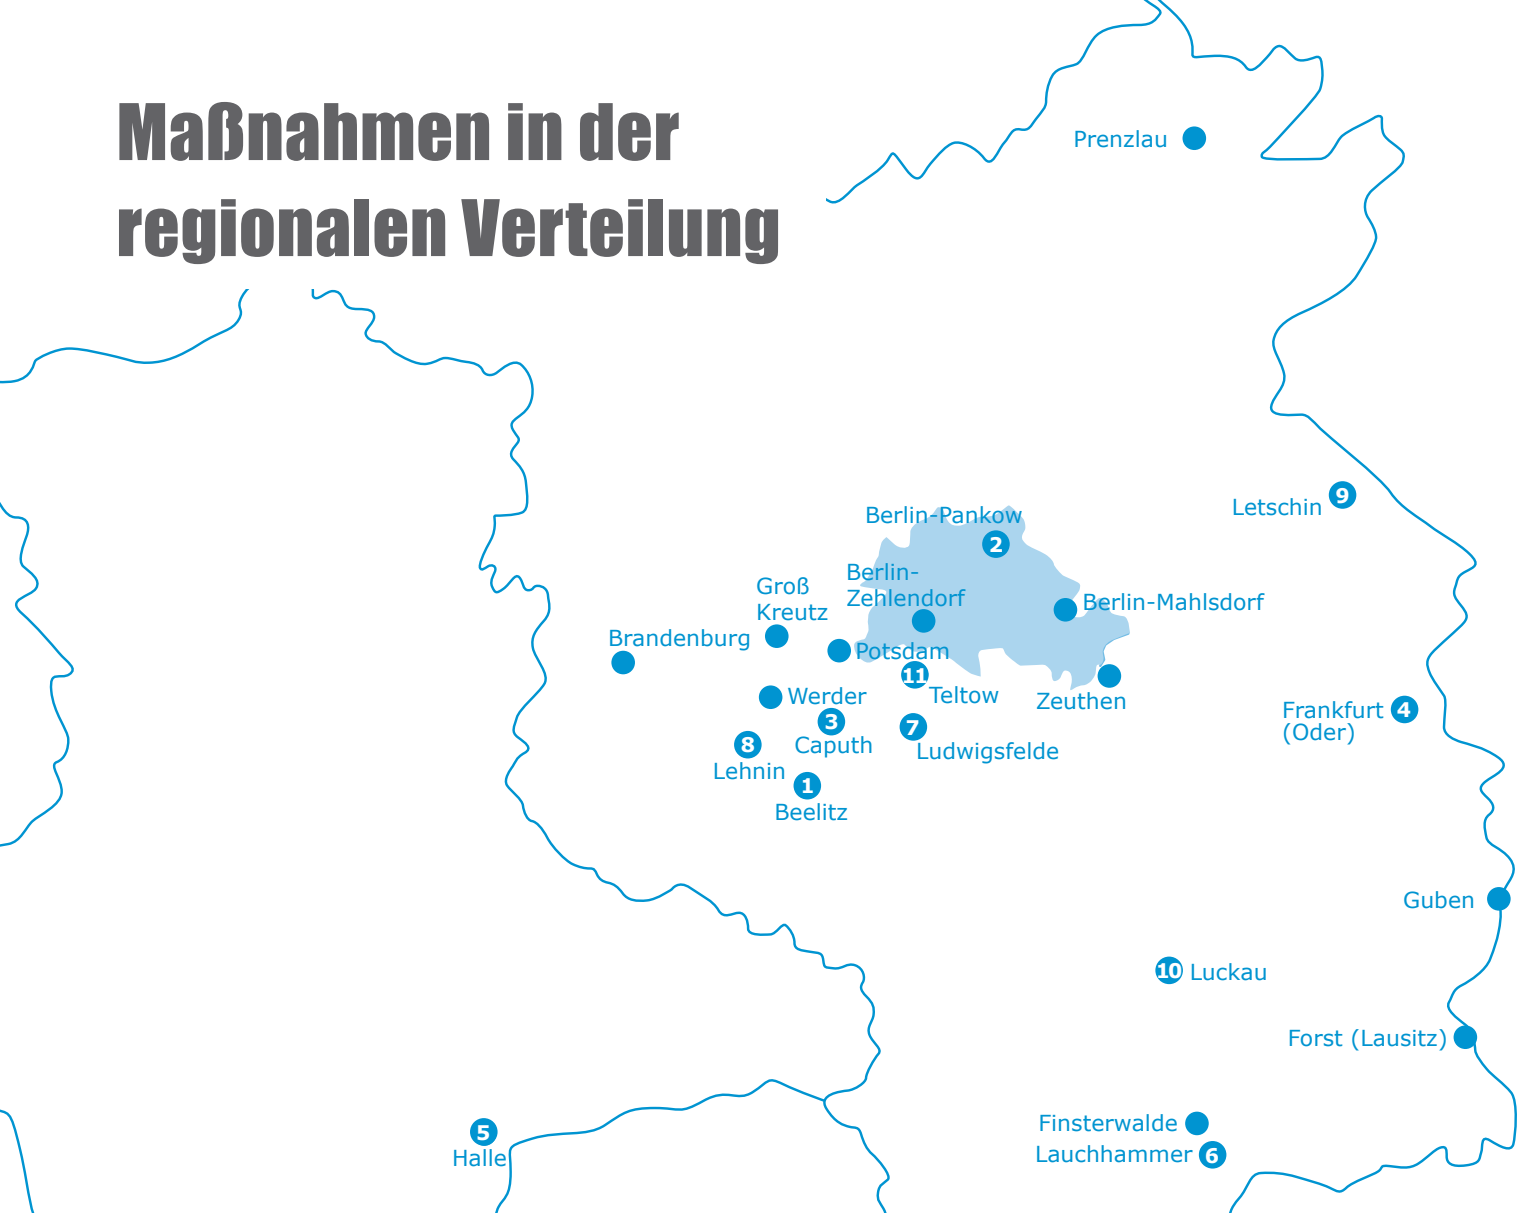 Maßnahmen in der
regionalen Verteilung
Prenzlau
9
Letschin
Berlin-Pankow
2
Berlin-
Zehlendorf
Groß
Kreutz
Berlin-Mahlsdorf
Brandenburg
Potsdam
11
Teltow
Zeuthen
Werder
3
Caputh
7
Ludwigsfelde
Frankfurt
(Oder)
4
8
Lehnin
1
Beelitz
Guben
10
Luckau
Forst (Lausitz)
Finsterwalde
Lauchhammer
6
5
Halle